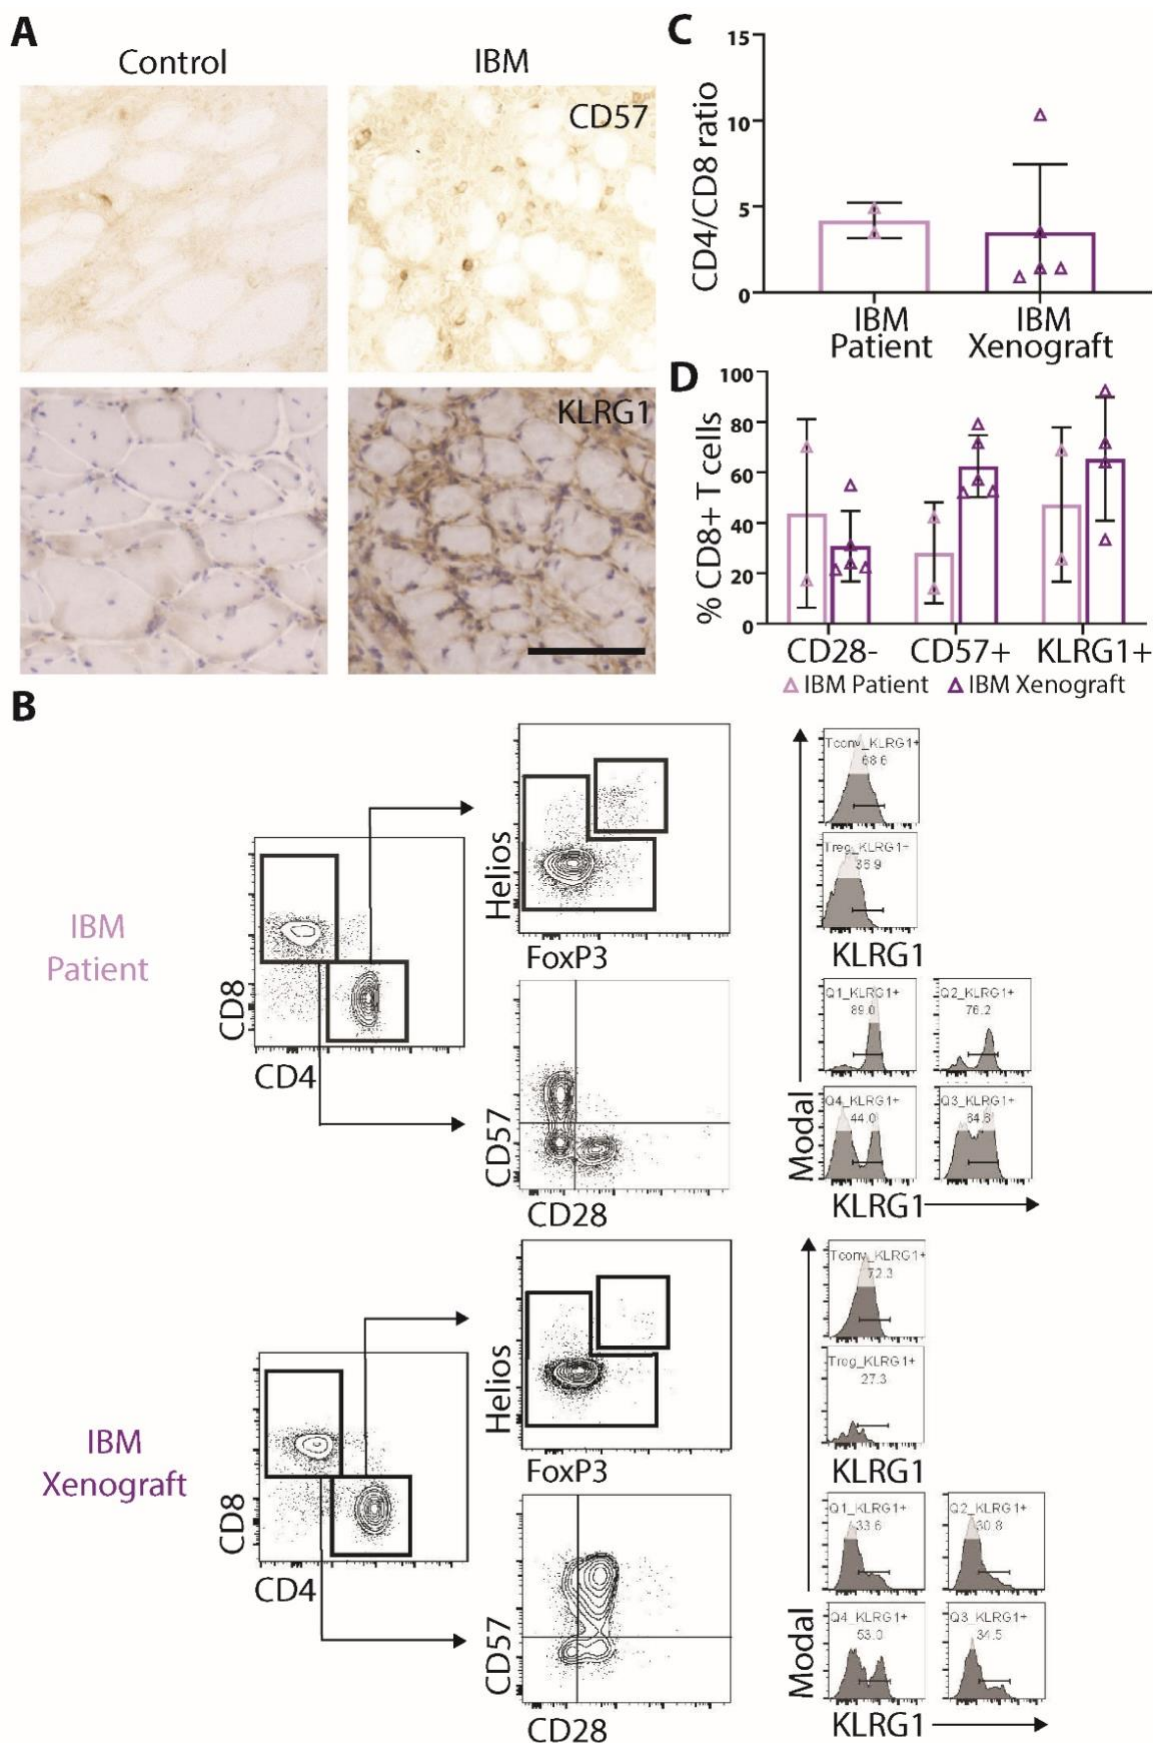 A
Control
IBM
CD57
KLRG1
C
15
10
5
0
CD4/CD8 ratio
IBM
Patient
IBM
Xenograft
D
100
80
60
40
20
0
% CD8+ T cells
CD28-
CD57+
KLRG1+
IBM Patient
IBM Xenograft
B
IBM
Patient
CD8
CD4
Helios
FoxP3
CD57
CD28
Tconv_KLRG1+
68.6
Treg_KLRG1+
KLRG1
Q1_KLRG1+
89.0
Q2_KLRG1+
76.2
Q4_KLRG1+
44.0
Q3_KLRG1+
Modal
KLRG1
IBM
Xenograft
CD8
CD4
Helios
FoxP3
CD57
CD28
Tconv_KLRG1+
72.3
Treg_KLRG1+
27.3
KLRG1
Q1_KLRG1+
33.6
Q2_KLRG1+
30.8
Q4_KLRG1+
53.0
Q3_KLRG1+
34.5
Modal
KLRG1